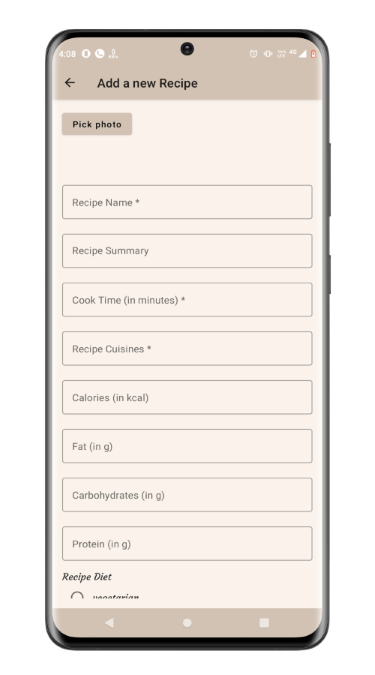 4:08
Add a new Recipe
Pick photo
Recipe Name *
Recipe Summary
Cook Time (in minutes) *
Recipe Cuisines *
Calories (in kcal)
Fat (in g)
Carbohydrates (in g)
Protein (in g)
Recipe Diet
vegetarian